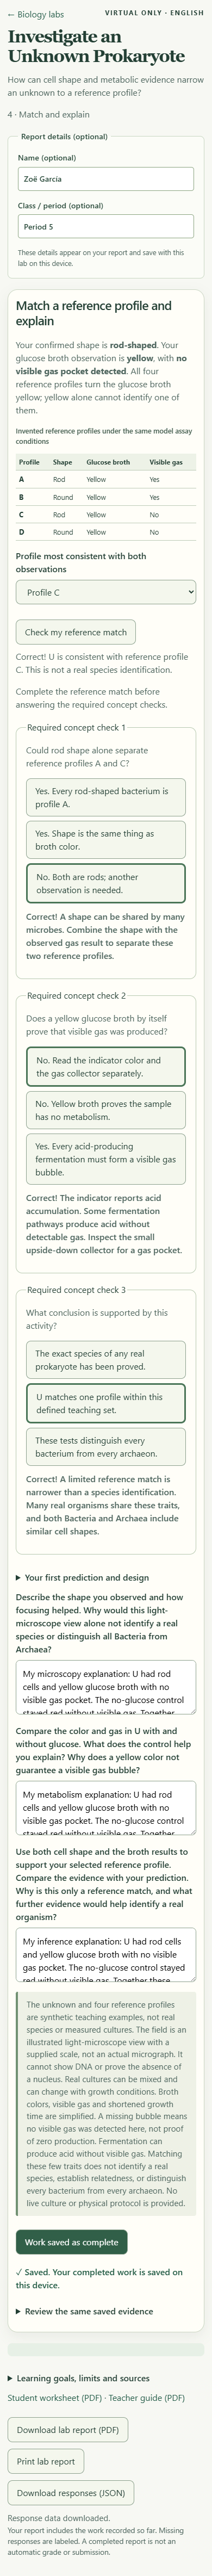 ← Biology labs
VIRTUAL ONLY · ENGLISH
Investigate an
Unknown Prokaryote
How can cell shape and metabolic evidence narrow
an unknown to a reference profile?
4 · Match and explain
Report details (optional)
Name (optional)
Zoë García
Class / period (optional)
Period 5
These details appear on your report and save with this
lab on this device.
Match a reference profile and
explain
Your confirmed shape is rod-shaped. Your
glucose broth observation is yellow, with no
visible gas pocket detected. All four
reference profiles turn the glucose broth
yellow; yellow alone cannot identify one of
them.
Invented reference profiles under the same model assay
conditions
Profile Shape Glucose broth Visible gas
A Rod Yellow Yes
B Round Yellow Yes
C Rod Yellow No
D Round Yellow No
Profile most consistent with both
observations
Profile C
Check my reference match
Correct! U is consistent with reference profile
C. This is not a real species identification.
Complete the reference match before
answering the required concept checks.
Required concept check 1
Could rod shape alone separate
reference profiles A and C?
Yes. Every rod-shaped bacterium is
profile A.
Yes. Shape is the same thing as
broth color.
No. Both are rods; another
observation is needed.
Correct! A shape can be shared by many
microbes. Combine the shape with the
observed gas result to separate these
two reference profiles.
Required concept check 2
Does a yellow glucose broth by itself
prove that visible gas was produced?
No. Read the indicator color and
the gas collector separately.
No. Yellow broth proves the sample
has no metabolism.
Yes. Every acid-producing
fermentation must form a visible gas
bubble.
Correct! The indicator reports acid
accumulation. Some fermentation
pathways produce acid without
detectable gas. Inspect the small
upside-down collector for a gas pocket.
Required concept check 3
What conclusion is supported by this
activity?
The exact species of any real
prokaryote has been proved.
U matches one profile within this
defined teaching set.
These tests distinguish every
bacterium from every archaeon.
Correct! A limited reference match is
narrower than a species identification.
Many real organisms share these traits,
and both Bacteria and Archaea include
similar cell shapes.
▶ Your first prediction and design
Describe the shape you observed and how
focusing helped. Why would this light-
microscope view alone not identify a real
species or distinguish all Bacteria from
Archaea?
My microscopy explanation: U had rod
cells and yellow glucose broth with no
visible gas pocket. The no-glucose control
stayed red without visible gas. Together
Compare the color and gas in U with and
without glucose. What does the control help
you explain? Why does a yellow color not
guarantee a visible gas bubble?
My metabolism explanation: U had rod
cells and yellow glucose broth with no
visible gas pocket. The no-glucose control
stayed red without visible gas. Together
Use both cell shape and the broth results to
support your selected reference profile.
Compare the evidence with your prediction.
Why is this only a reference match, and what
further evidence would help identify a real
organism?
My inference explanation: U had rod cells
and yellow glucose broth with no visible
gas pocket. The no-glucose control stayed
red without visible gas. Together these
The unknown and four reference profiles
are synthetic teaching examples, not real
species or measured cultures. The field is an
illustrated light-microscope view with a
supplied scale, not an actual micrograph. It
cannot show DNA or prove the absence of
a nucleus. Real cultures can be mixed and
can change with growth conditions. Broth
colors, visible gas and shortened growth
time are simplified. A missing bubble means
no visible gas was detected here, not proof
of zero production. Fermentation can
produce acid without visible gas. Matching
these few traits does not identify a real
species, establish relatedness, or distinguish
every bacterium from every archaeon. No
live culture or physical protocol is provided.
Work saved as complete
✓ Saved. Your completed work is saved on
this device.
▶ Review the same saved evidence
▶ Learning goals, limits and sources
Student worksheet (PDF) · Teacher guide (PDF)
Download lab report (PDF)
Print lab report
Download responses (JSON)
Response data downloaded.
Your report includes the work recorded so far. Missing
responses are labeled. A completed report is not an
automatic grade or submission.